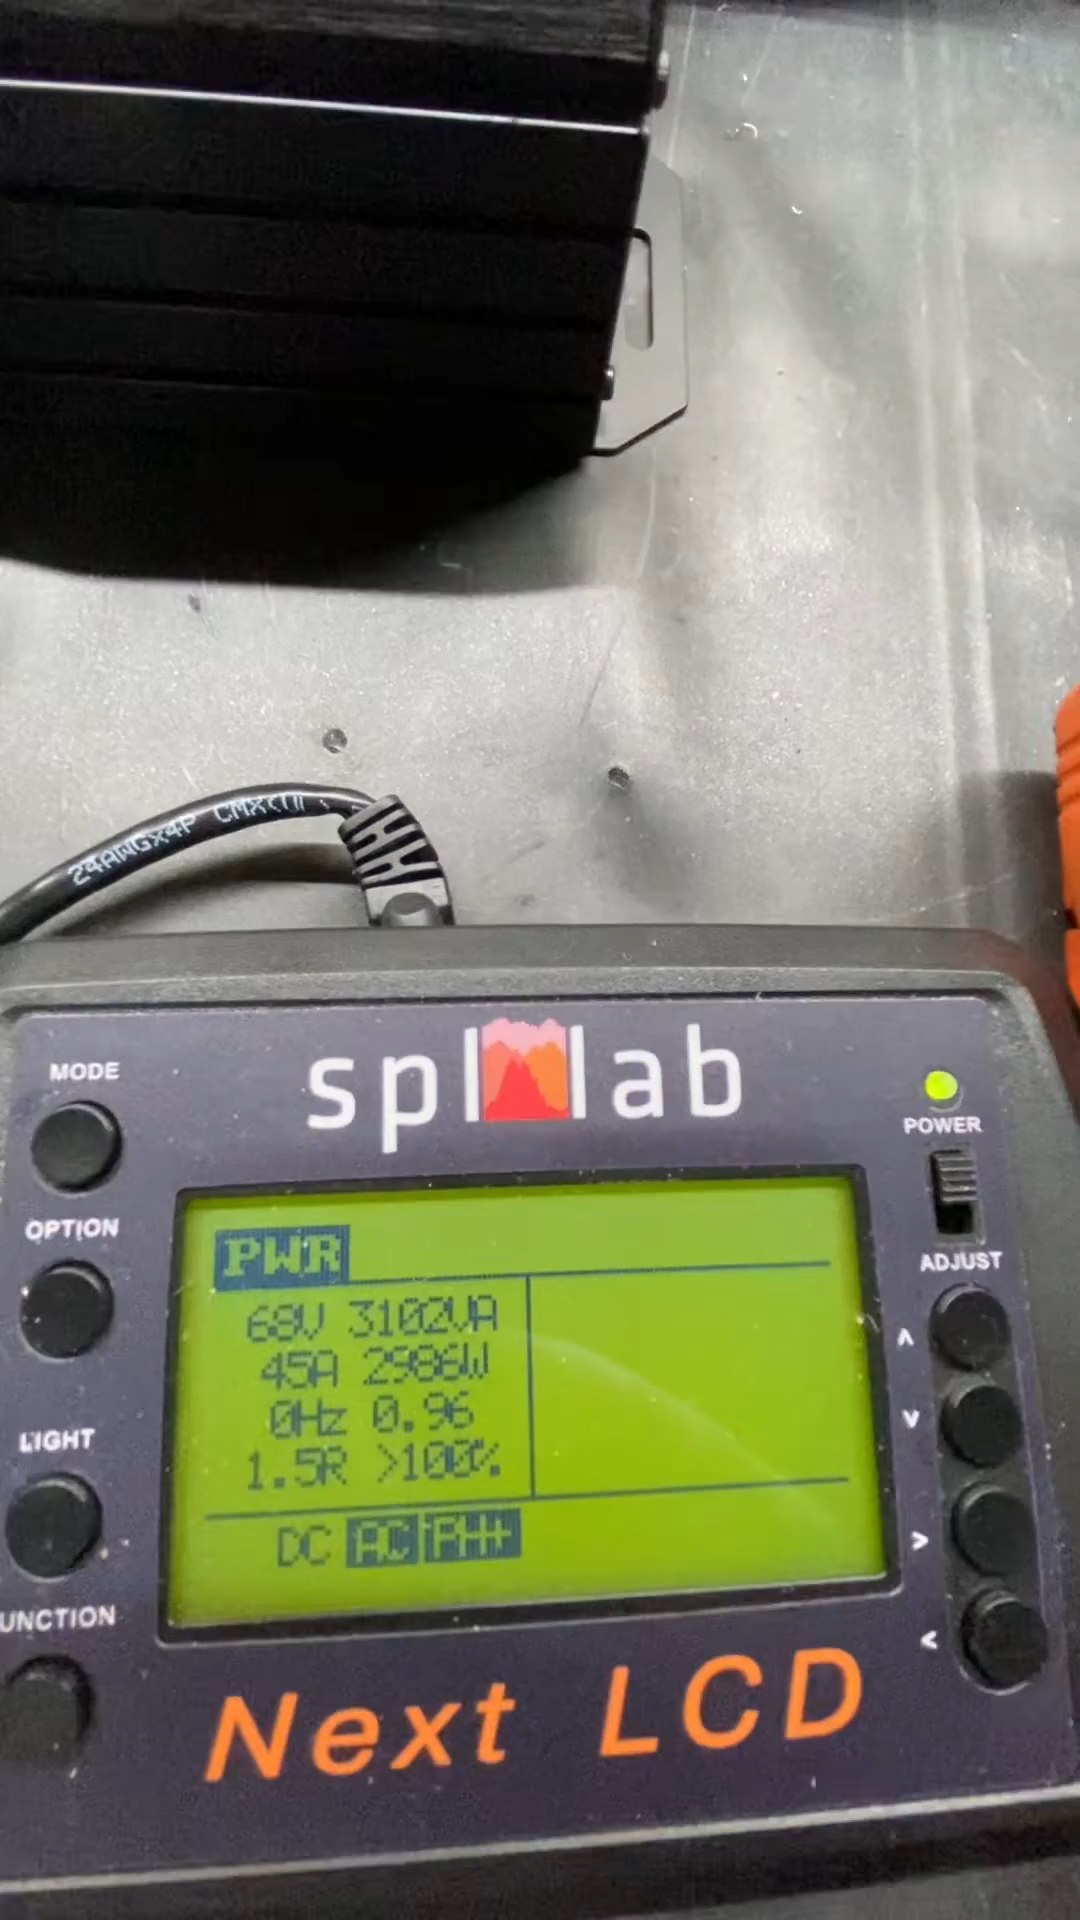 24AWGX4P CMX
spl lab
MODE
POWER
OPTION
ADJUST
PWR
68V 3102VA
45A 2986W
0Hz 0.96
1.5R >100%
LIGHT
DC AC PH+
UNCTION
Next LCD